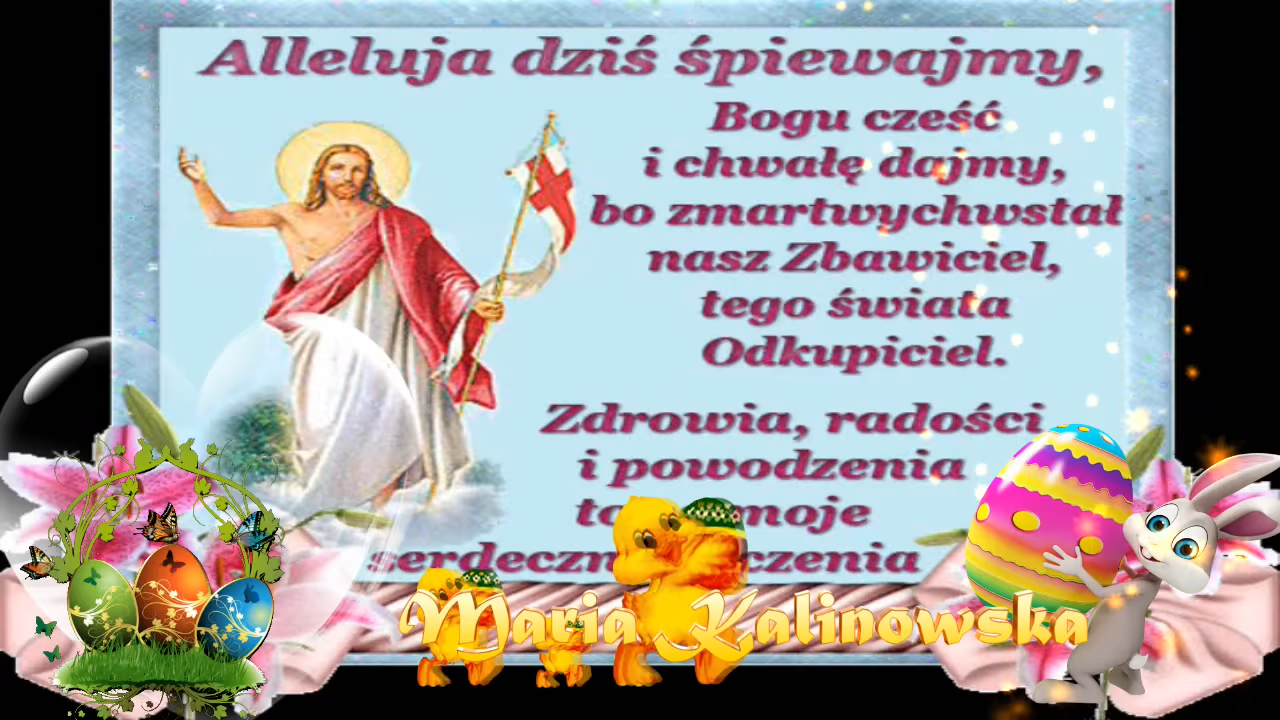 Alleluja dziś śpiewajmy,
Bogu cześć
i chwałę dajmy,
bo zmartwychwstał
nasz Zbawiciel,
tego świata
Odkupiciel.
Zdrowia, radości
i powodzenia
moje
Maria Kalinowska